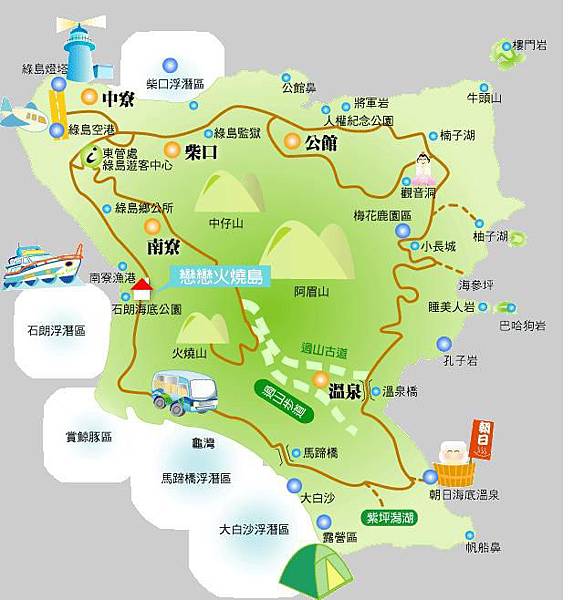 樓門岩
綠島燈塔
柴口浮潛區
公館鼻
牛頭山
中寮
將軍岩
人權紀念公園
綠島空港
綠島監獄
公館
楠子湖
東管處
綠島遊客中心
柴口
觀音洞
綠島鄉公所
中仔山
梅花鹿園區
柚子湖
南寮
小長城
南寮漁港
戀戀火燒島
阿眉山
海參坪
石朗海底公園
睡美人岩
巴哈狗岩
石朗浮潛區
火燒山
過山古道
孔子岩
溫泉
溫泉橋
過山步道
朝日
賞鯨豚區
龜灣
馬蹄橋
馬蹄橋浮潛區
大白沙
朝日海底溫泉
紫坪潟湖
大白沙浮潛區
露營區
帆船鼻